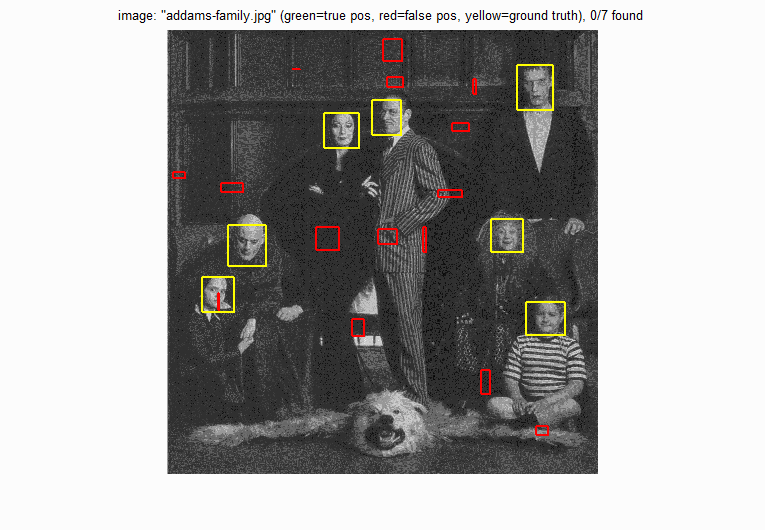 image: "addams-family.jpg" (green=true pos, red=false pos, yellow=ground truth), 0/7 found